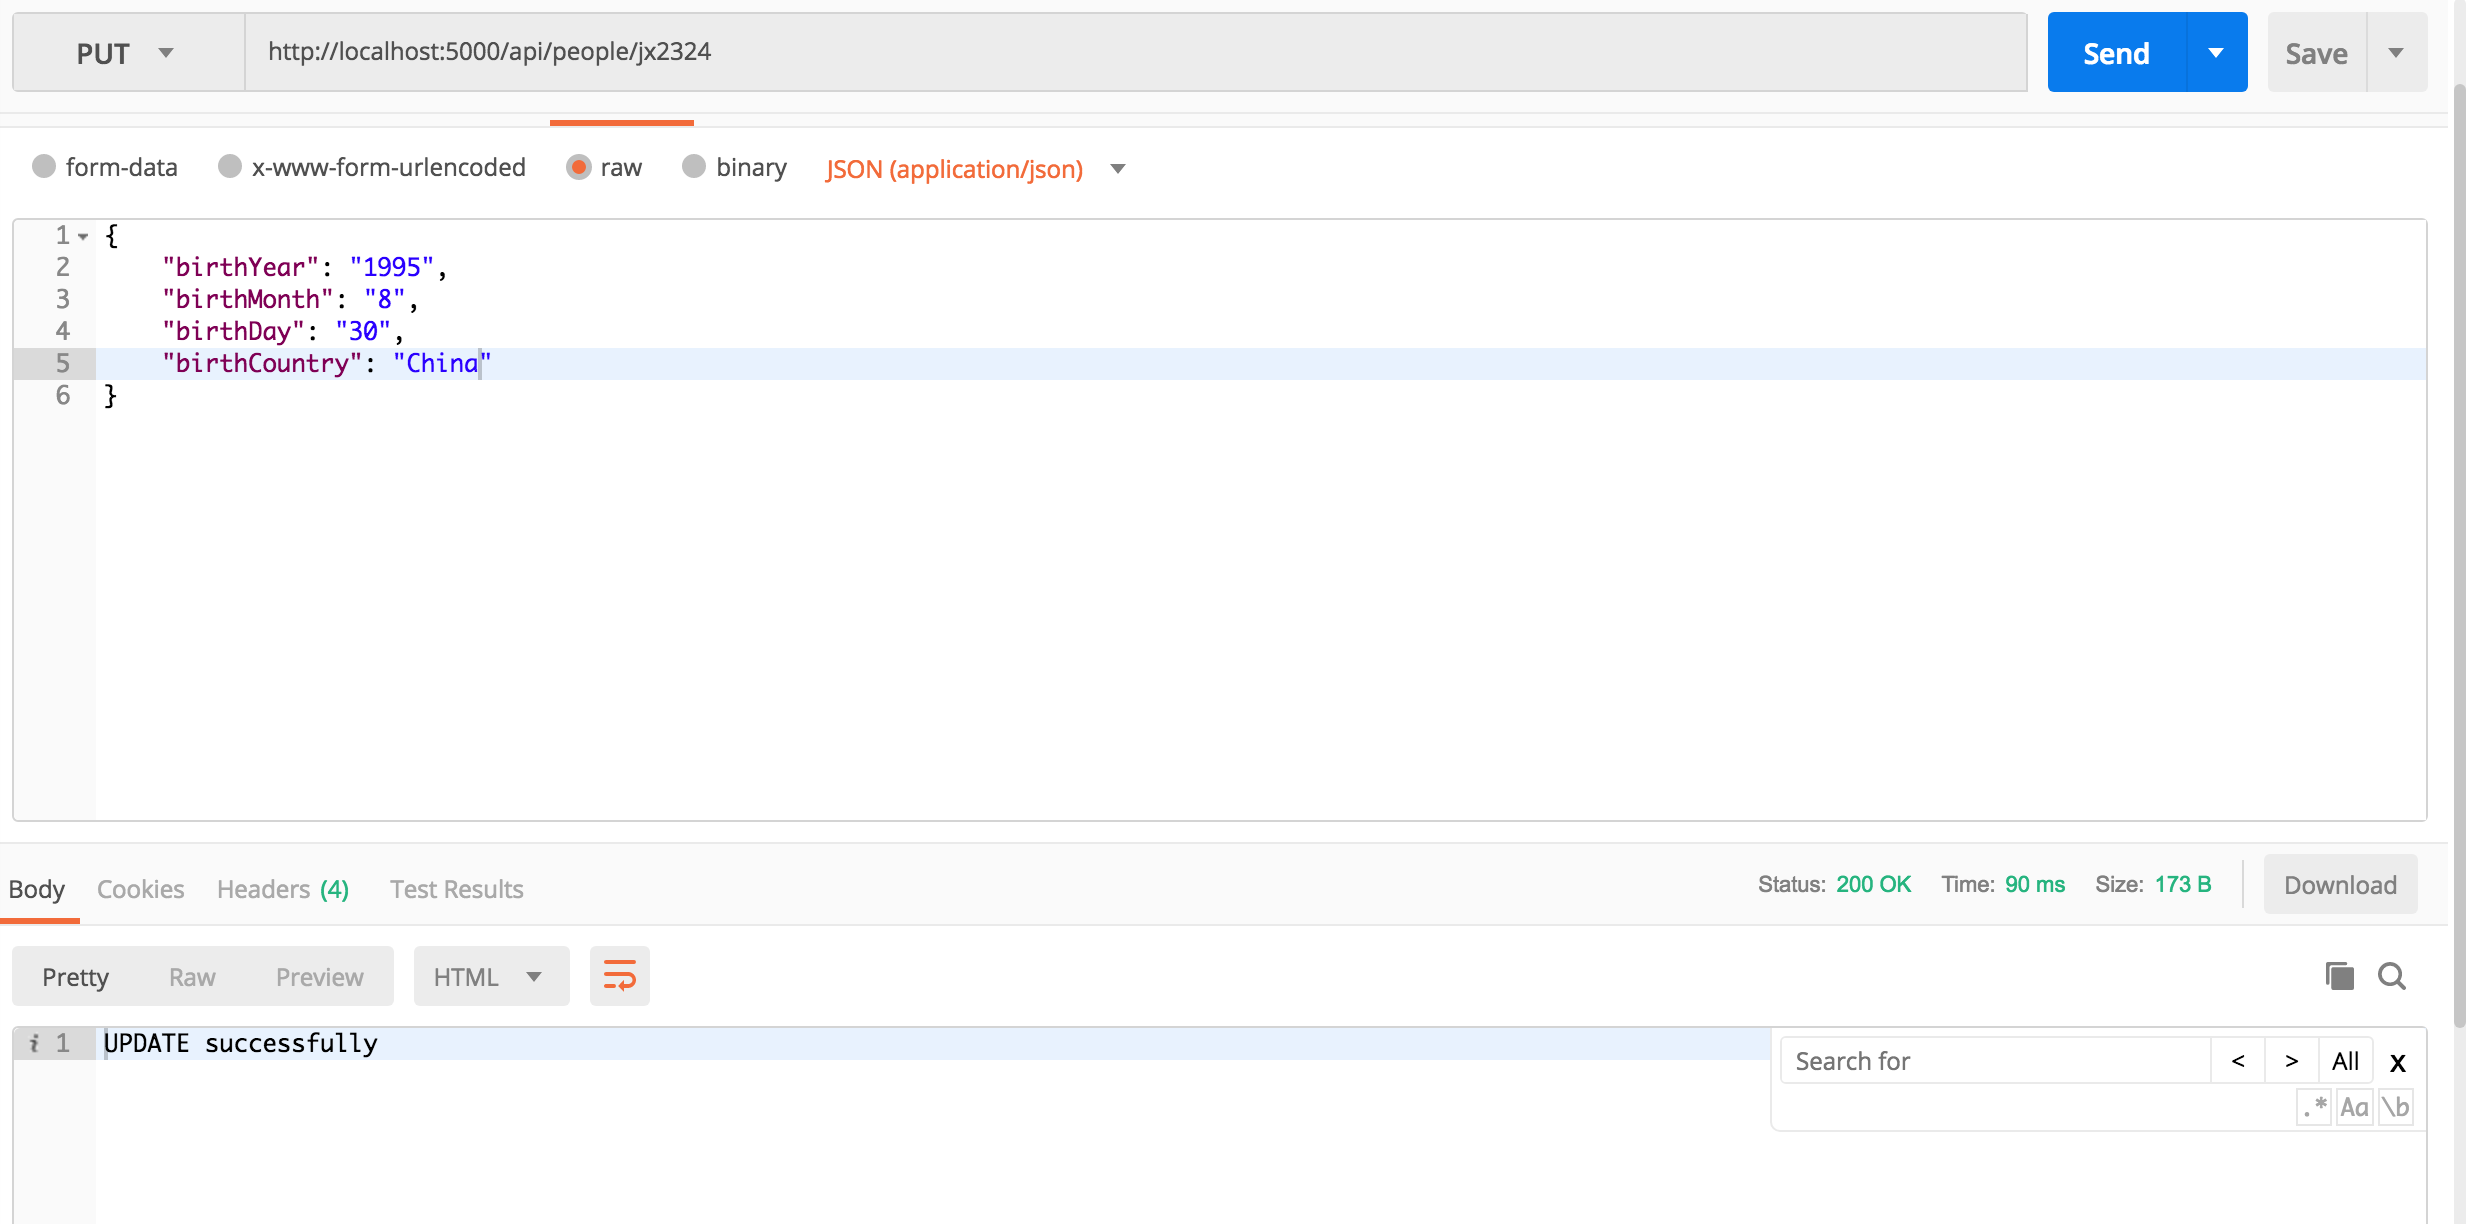 PUT http://localhost:5000/api/people/jx2324 Send Save
form-data x-www-form-urlencoded raw binary JSON (application/json)
1 {
2 "birthYear": "1995",
3 "birthMonth": "8",
4 "birthDay": "30",
5 "birthCountry": "China"
6 }
Body Cookies Headers (4) Test Results Status: 200 OK Time: 90 ms Size: 173 B Download
Pretty Raw Preview HTML
i 1 UPDATE successfully
Search for < > All X
.* Aa \b